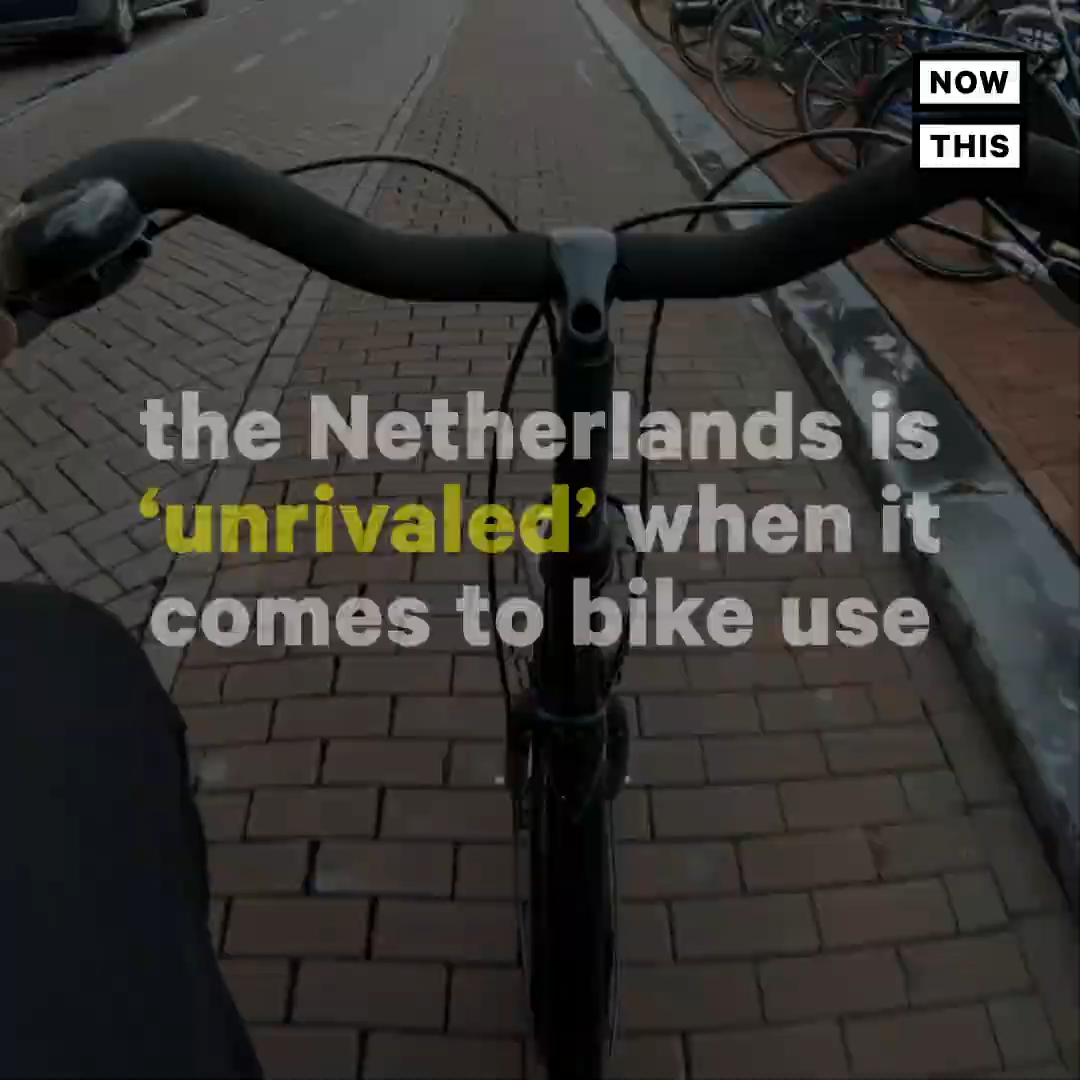 NOW
THIS
the Netherlands is
‘unrivaled’ when it
comes to bike use